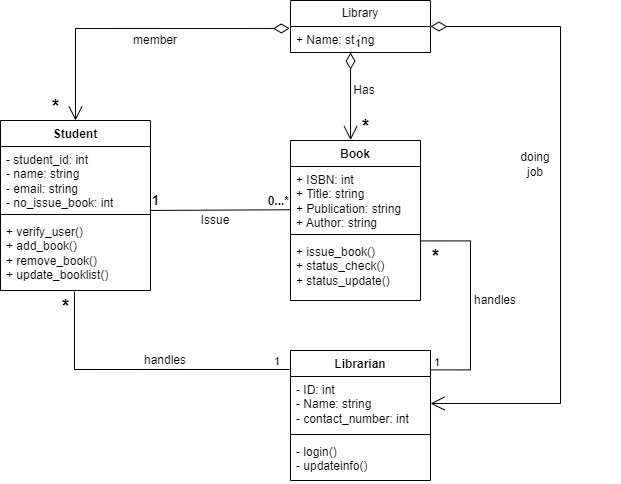 Library
+ Name: string
1
member
Has
*
*
doing
job
Student
- student_id: int
- name: string
- email: string
- no_issue_book: int
+ verify_user()
+ add_book()
+ remove_book()
+ update_booklist()
1
Issue
0...*
Book
+ ISBN: int
+ Title: string
+ Publication: string
+ Author: string
+ issue_book()
+ status_check()
+ status_update()
*
handles
*
handles
1
1
Librarian
- ID: int
- Name: string
- contact_number: int
- login()
- updateinfo()